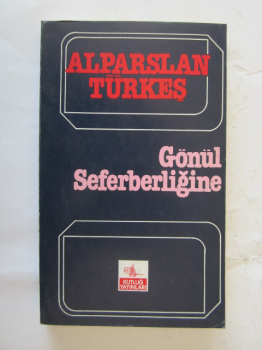 ALPARSLAN
TÜRKEŞ
Gönül
Seferberliğine
KUTLUĞ
YAYINLARI